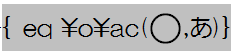 { eq ¥o¥ac(◯,あ)}